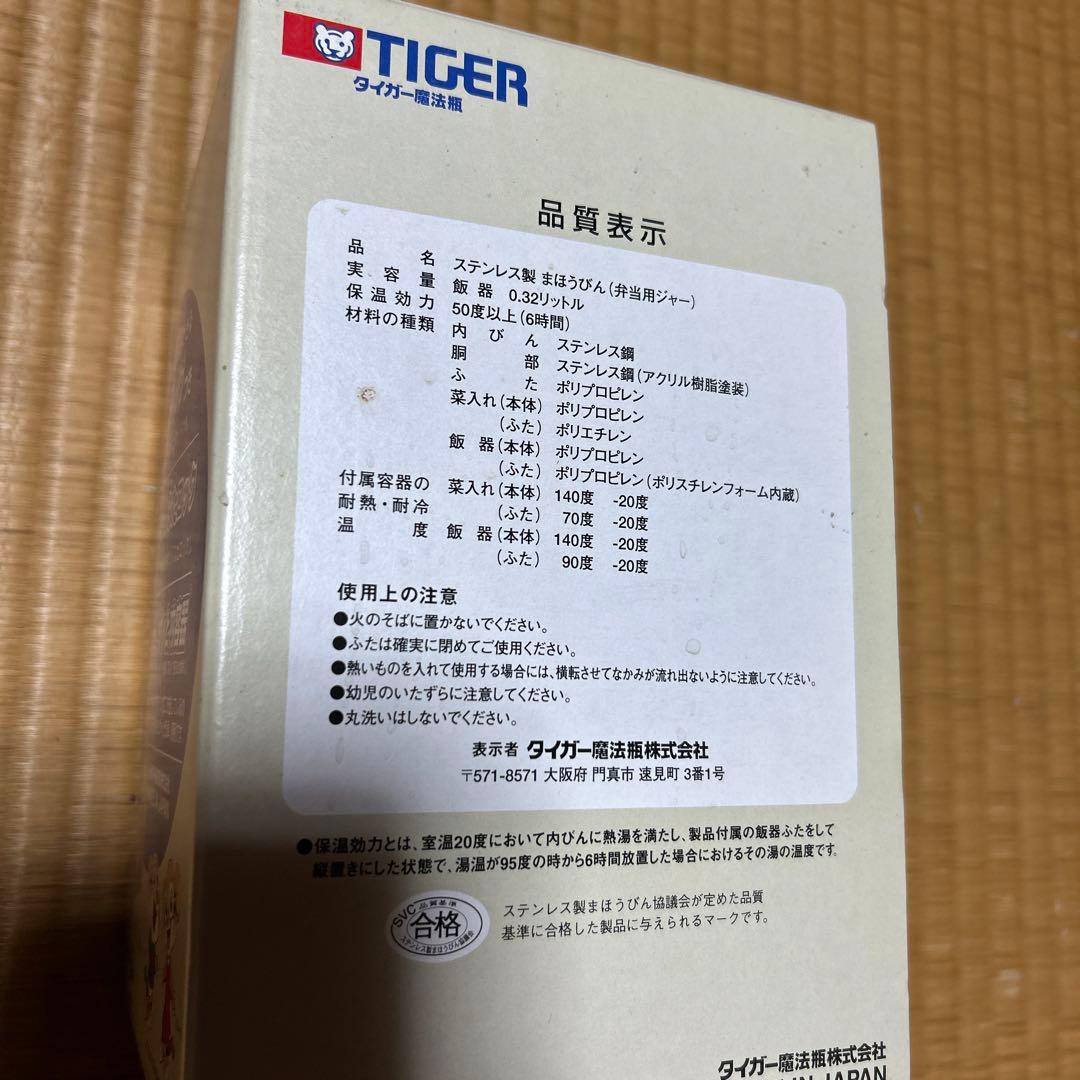 TIGER
タイガー魔法瓶
品質表示
品名 ステンレス製 まほうびん(弁当用ジャー)
実容量 飯器 0.32リットル
保温効力 50度以上(6時間)
材料の種類 内びん ステンレス鋼
胴部 ステンレス鋼(アクリル樹脂塗装)
ふた ポリプロピレン
菜入れ(本体) ポリプロピレン
(ふた) ポリエチレン
飯器(本体) ポリプロピレン
(ふた) ポリプロピレン(ポリスチレンフォーム内蔵)
付属容器の 菜入れ(本体) 140度 -20度
耐熱・耐冷 (ふた) 70度 -20度
温度 飯器(本体) 140度 -20度
(ふた) 90度 -20度
使用上の注意
●火のそばに置かないでください。
●ふたは確実に閉めてご使用ください。
●熱いものを入れて使用する場合には、横転させてなかみが流れ出ないように注意してください。
●幼児のいたずらに注意してください。
●丸洗いはしないでください。
表示者 タイガー魔法瓶株式会社
〒571-8571 大阪府 門真市 速見町 3番1号
●保温効力とは、室温20度において内びんに熱湯を満たし、製品付属の飯器ふたをして
縦置きにした状態で、湯温が95度の時から6時間放置した場合におけるその湯の温度です。
SVC 品質基準
合格
ステンレス製まほうびん協議会
ステンレス製まほうびん協議会が定めた品質
基準に合格した製品に与えられるマークです。
タイガー魔法瓶株式会社
IN JAPAN